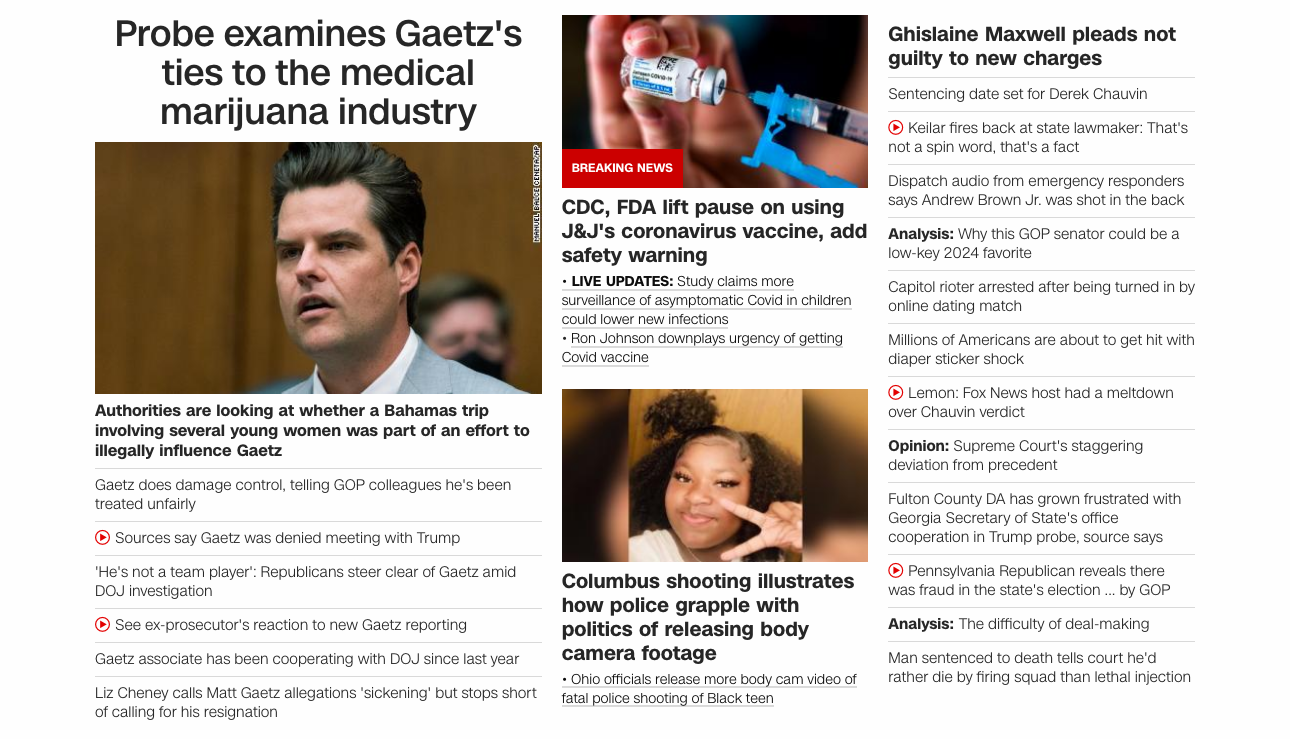 Probe examines Gaetz's
ties to the medical
marijuana industry
MANUEL BALCE CENETA/AP
Authorities are looking at whether a Bahamas trip
involving several young women was part of an effort to
illegally influence Gaetz
Gaetz does damage control, telling GOP colleagues he's been
treated unfairly
Sources say Gaetz was denied meeting with Trump
'He's not a team player': Republicans steer clear of Gaetz amid
DOJ investigation
See ex-prosecutor's reaction to new Gaetz reporting
Gaetz associate has been cooperating with DOJ since last year
Liz Cheney calls Matt Gaetz allegations 'sickening' but stops short
of calling for his resignation
COVID-19
BREAKING NEWS
CDC, FDA lift pause on using
J&J's coronavirus vaccine, add
safety warning
• LIVE UPDATES: Study claims more
surveillance of asymptomatic Covid in children
could lower new infections
• Ron Johnson downplays urgency of getting
Covid vaccine
Columbus shooting illustrates
how police grapple with
politics of releasing body
camera footage
• Ohio officials release more body cam video of
fatal police shooting of Black teen
Ghislaine Maxwell pleads not
guilty to new charges
Sentencing date set for Derek Chauvin
Keilar fires back at state lawmaker: That's
not a spin word, that's a fact
Dispatch audio from emergency responders
says Andrew Brown Jr. was shot in the back
Analysis: Why this GOP senator could be a
low-key 2024 favorite
Capitol rioter arrested after being turned in by
online dating match
Millions of Americans are about to get hit with
diaper sticker shock
Lemon: Fox News host had a meltdown
over Chauvin verdict
Opinion: Supreme Court's staggering
deviation from precedent
Fulton County DA has grown frustrated with
Georgia Secretary of State's office
cooperation in Trump probe, source says
Pennsylvania Republican reveals there
was fraud in the state's election ... by GOP
Analysis: The difficulty of deal-making
Man sentenced to death tells court he'd
rather die by firing squad than lethal injection